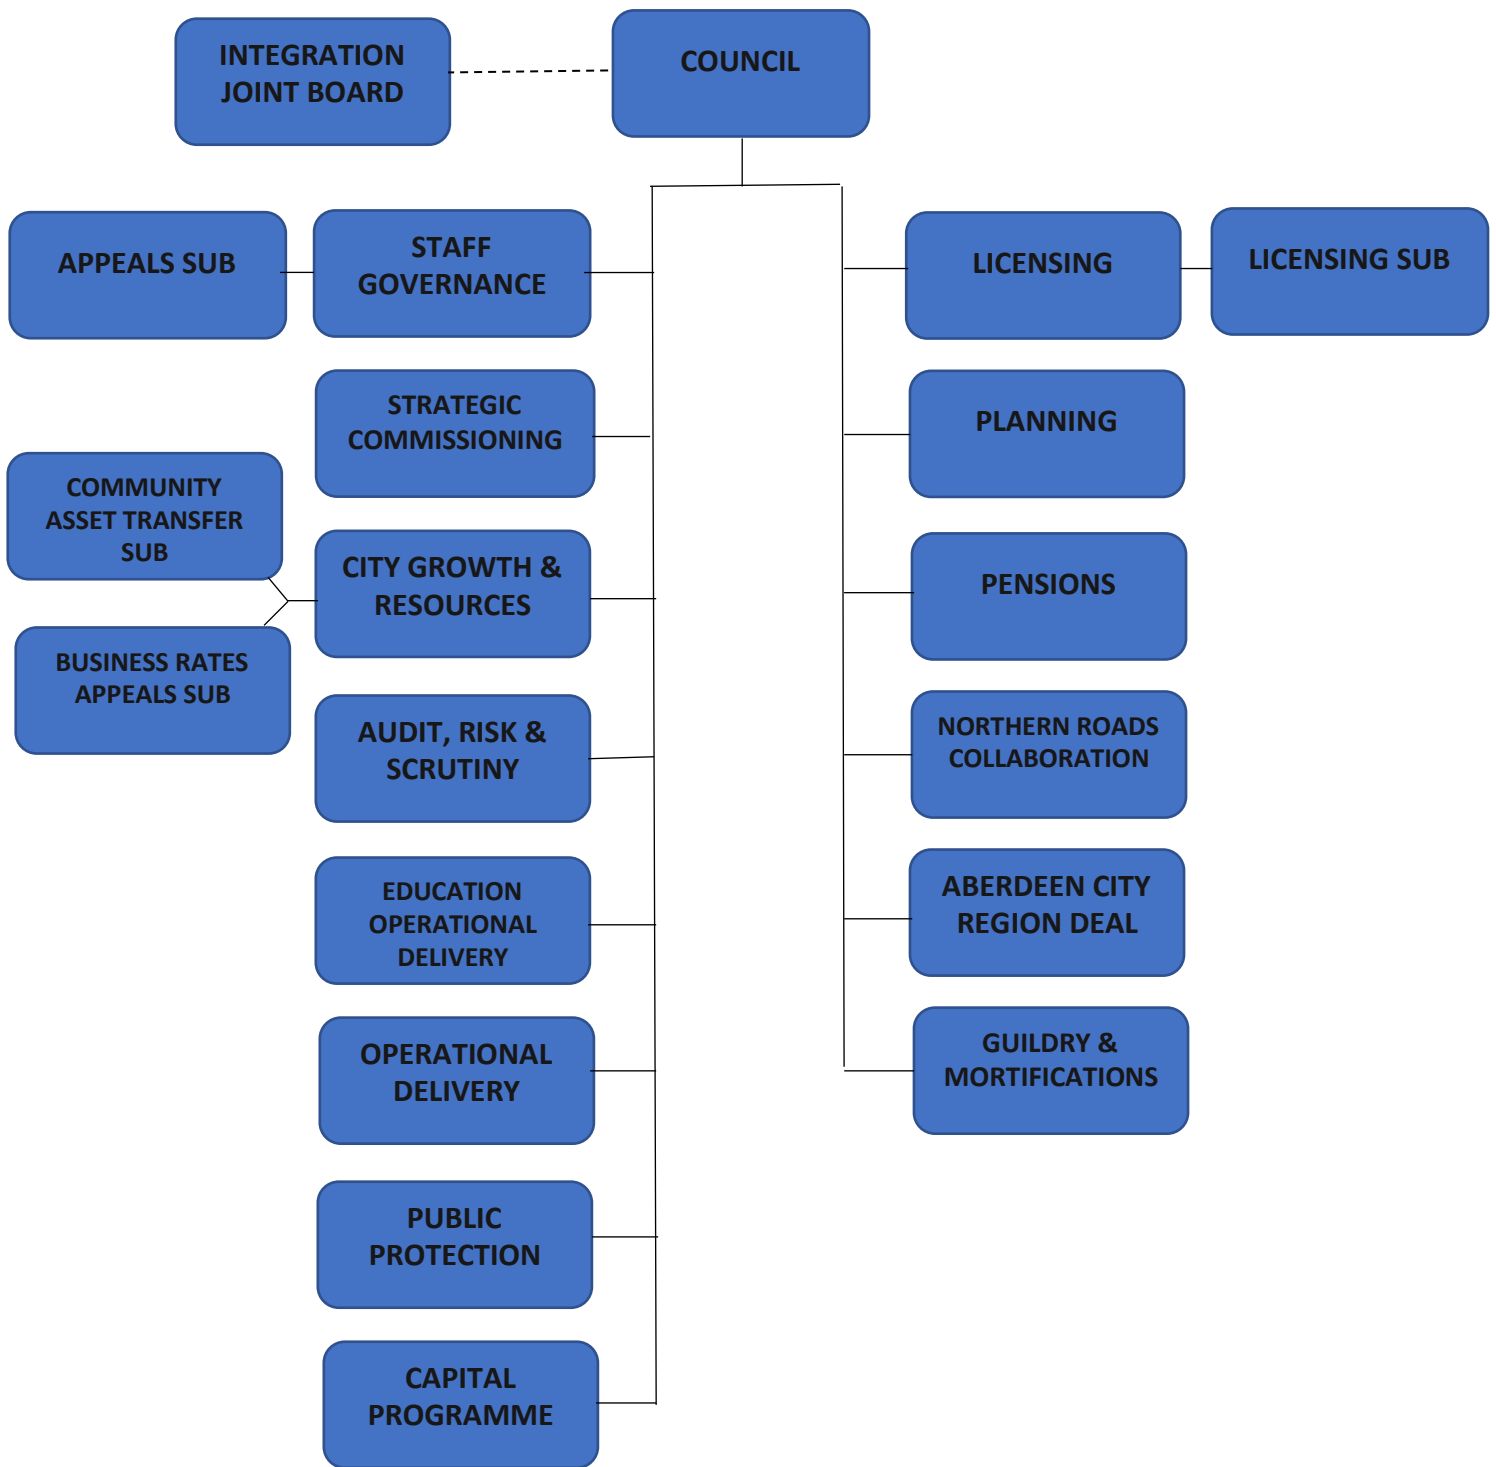 INTEGRATION
JOINT BOARD
COUNCIL
APPEALS SUB
STAFF
GOVERNANCE
LICENSING
LICENSING SUB
STRATEGIC
COMMISSIONING
PLANNING
COMMUNITY
ASSET TRANSFER
SUB
CITY GROWTH &
RESOURCES
PENSIONS
BUSINESS RATES
APPEALS SUB
AUDIT, RISK &
SCRUTINY
NORTHERN ROADS
COLLABORATION
EDUCATION
OPERATIONAL
DELIVERY
ABERDEEN CITY
REGION DEAL
OPERATIONAL
DELIVERY
GUILDRY &
MORTIFICATIONS
PUBLIC
PROTECTION
CAPITAL
PROGRAMME